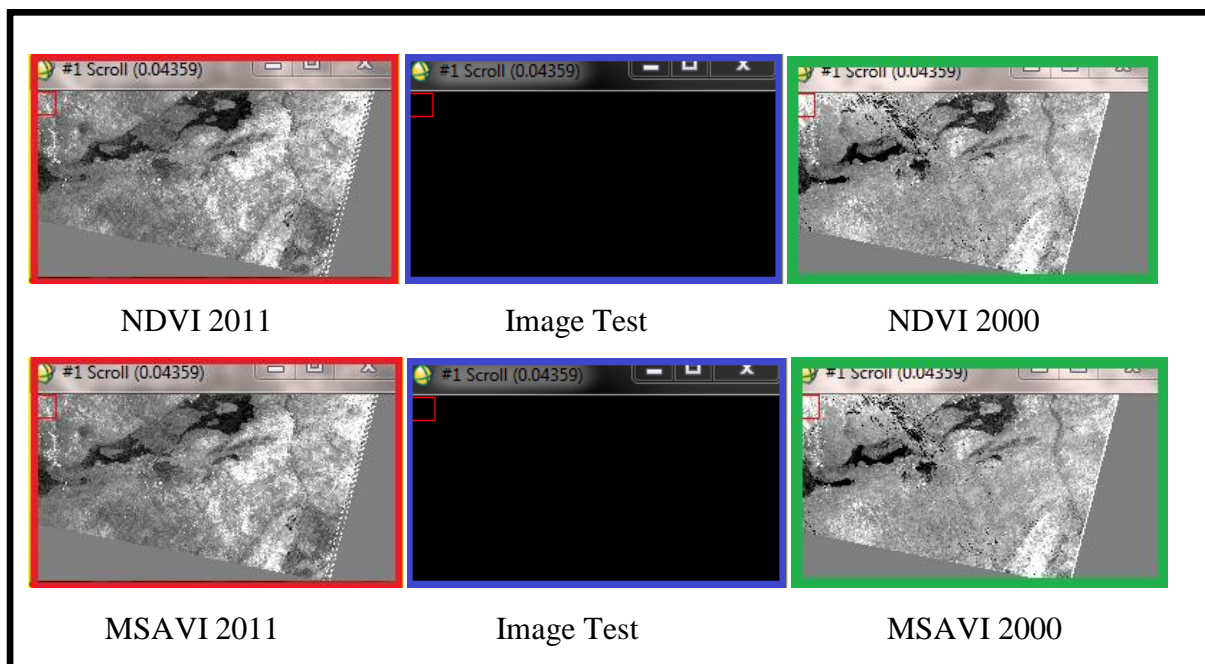 #1 Scroll (0.04359)
#1 Scroll (0.04359)
#1 Scroll (0.04359)
NDVI 2011
Image Test
NDVI 2000
#1 Scroll (0.04359)
#1 Scroll (0.04359)
#1 Scroll (0.04359)
MSAVI 2011
Image Test
MSAVI 2000